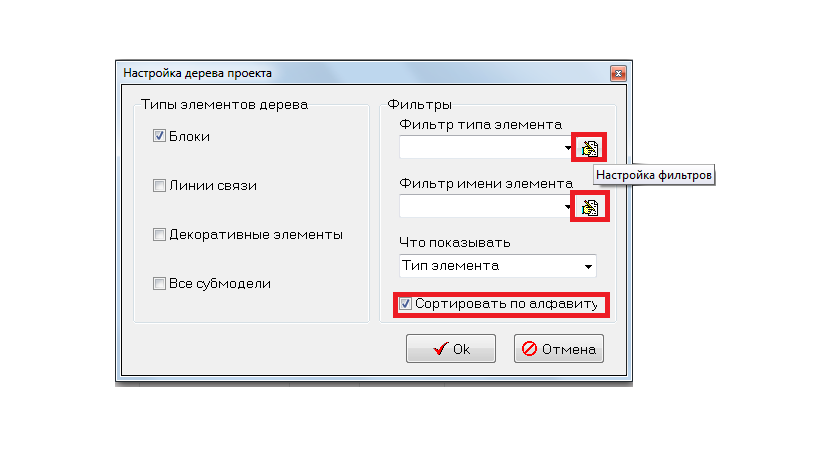 Настройка дерева проекта
Типы элементов дерева
Блоки
Линии связи
Декоративные элементы
Все субмодели
Фильтры
Фильтр типа элемента
Настройка фильтров
Фильтр имени элемента
Что показывать
Тип элемента
Сортировать по алфавиту
Ok
Отмена